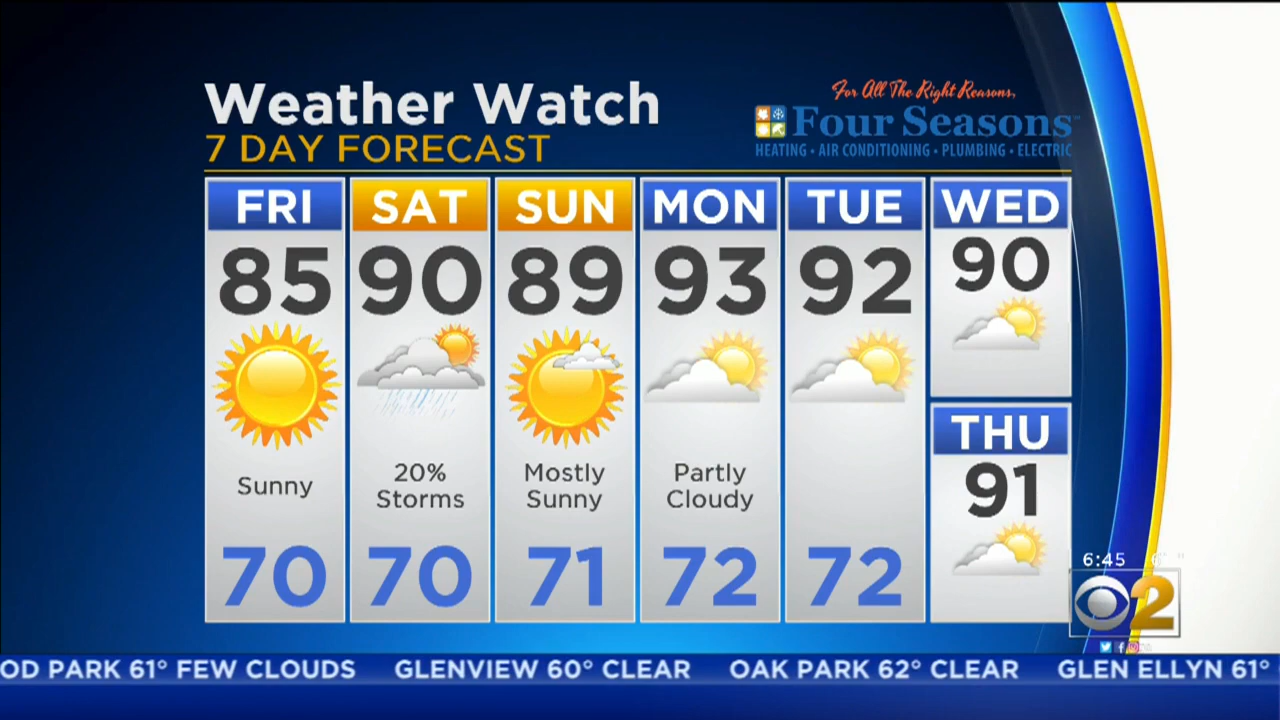 Weather Watch
7 DAY FORECAST
For All The Right Reasons.
Four Seasons
HEATING • AIR CONDITIONING • PLUMBING • ELECTRIC
FRI
85
Sunny
70
SAT
90
20%
Storms
70
SUN
89
Mostly
Sunny
71
MON
93
Partly
Cloudy
72
TUE
92
72
WED
90
THU
91
6:45
2
OD PARK 61° FEW CLOUDS GLENVIEW 60° CLEAR OAK PARK 62° CLEAR GLEN ELLYN 61°